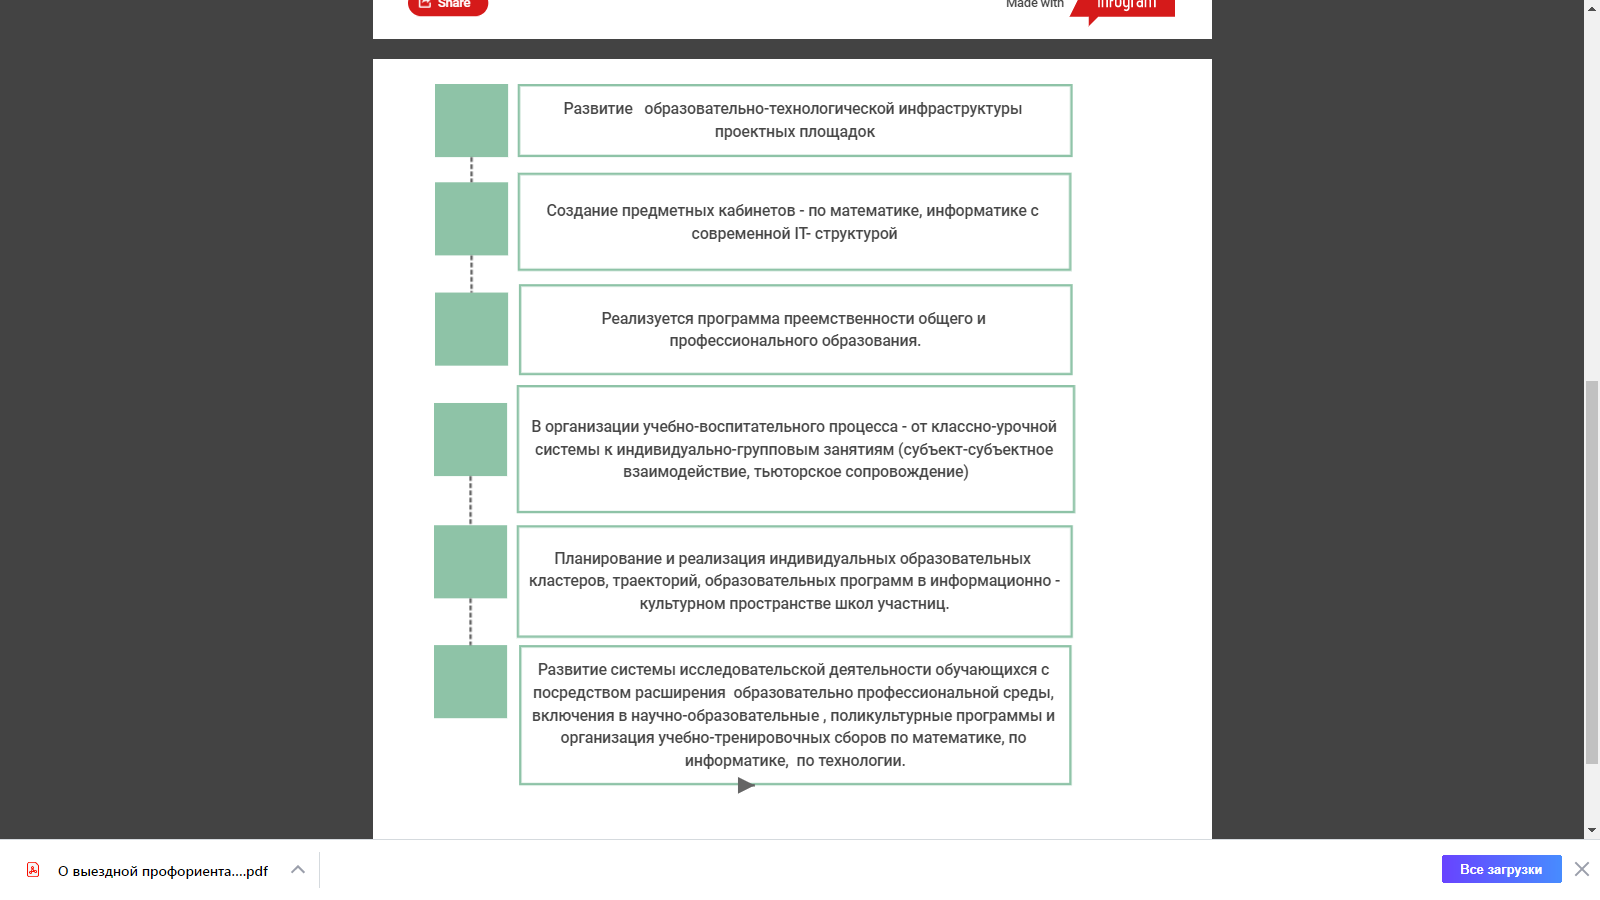 Share
Made with
infogram
Развитие образовательно-технологической инфраструктуры
проектных площадок
Создание предметных кабинетов - по математике, информатике с
современной IT- структурой
Реализуется программа преемственности общего и
профессионального образования.
В организации учебно-воспитательного процесса - от классно-урочной
системы к индивидуально-групповым занятиям (субъект-субъектное
взаимодействие, тьюторское сопровождение)
Планирование и реализация индивидуальных образовательных
кластеров, траекторий, образовательных программ в информационно -
культурном пространстве школ участниц.
Развитие системы исследовательской деятельности обучающихся с
посредством расширения образовательно профессиональной среды,
включения в научно-образовательные , поликультурные программы и
организация учебно-тренировочных сборов по математике, по
информатике, по технологии.
О выездной профориента....pdf
Все загрузки